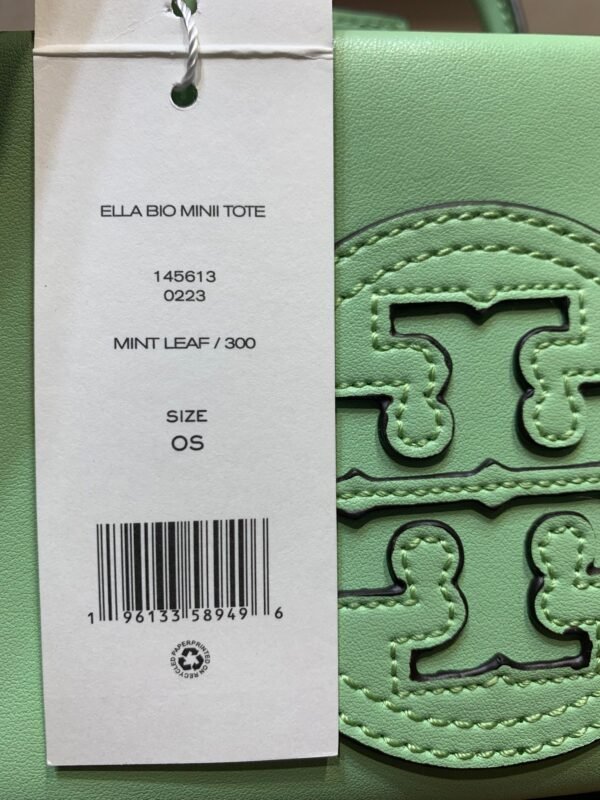 ELLA BIO MINII TOTE
145613
0223
MINT LEAF / 300
SIZE
OS
1 96133 58949 6
PRINTED ON RECYCLED PAPER